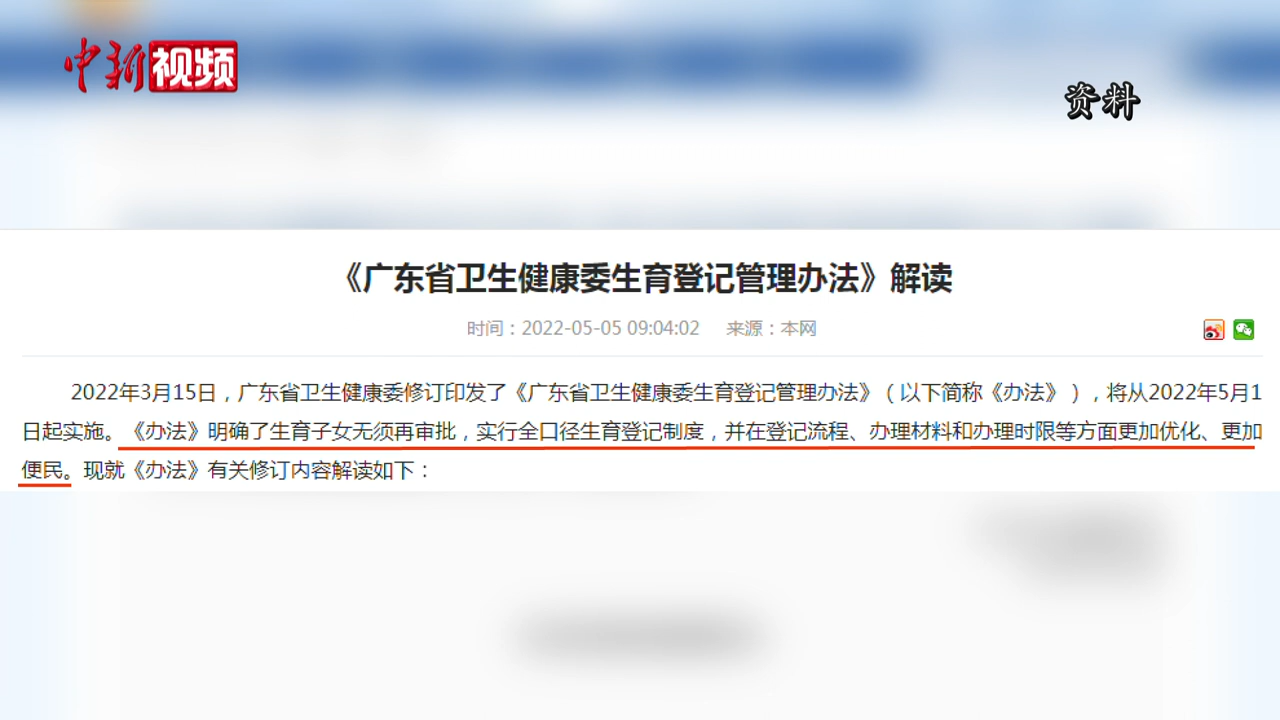 中新视频
资料
《广东省卫生健康委生育登记管理办法》解读
时间：2022-05-05 09:04:02 来源：本网
2022年3月15日，广东省卫生健康委修订印发了《广东省卫生健康委生育登记管理办法》（以下简称《办法》），将从2022年5月1
日起实施。《办法》明确了生育子女无须再审批，实行全口径生育登记制度，并在登记流程、办理材料和办理时限等方面更加优化、更加
便民。现就《办法》有关修订内容解读如下：